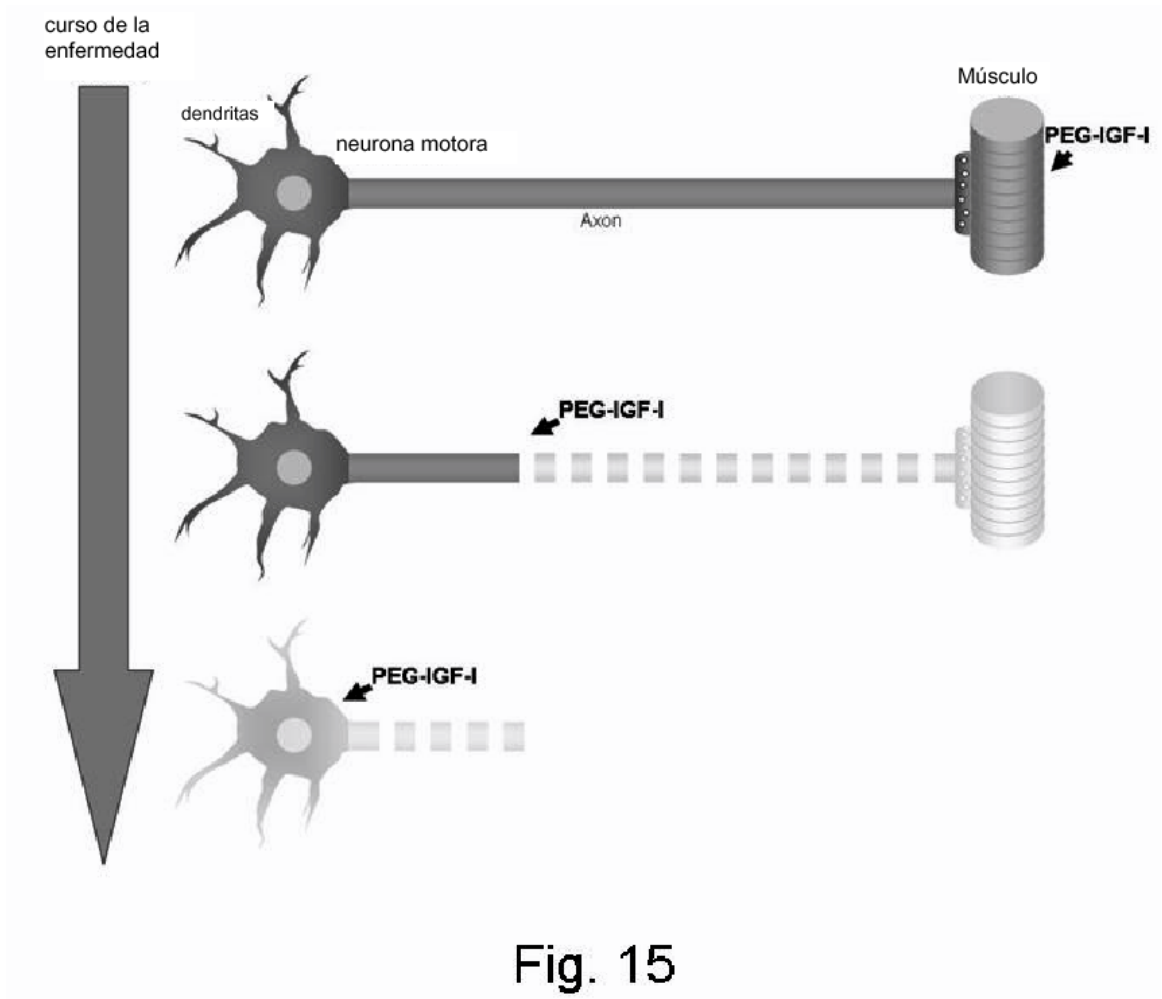 curso de la
enfermedad
Músculo
dendritas
PEG-IGF-I
neurona motora
Axon
PEG-IGF-I
PEG-IGF-I
Fig. 15